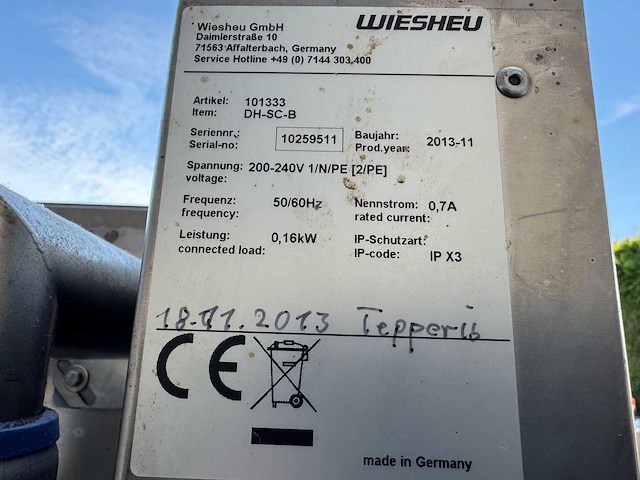 WIESHEU
Wiesheu GmbH
Daimlerstraße 10
71563 Affalterbach, Germany
Service Hotline +49 (0) 7144 303,400
Artikel: 101333
Item: DH-SC-B
Seriennr.: 10259511 Baujahr: 2013-11
Serial-no: Prod.year:
Spannung: 200-240V 1/N/PE [2/PE]
voltage:
Frequenz: 50/60Hz Nennstrom: 0,7A
frequency: rated current:
Leistung: 0,16kW IP-Schutzart:
connected load: IP-code: IP X3
18.11.2013
CE
made in Germany